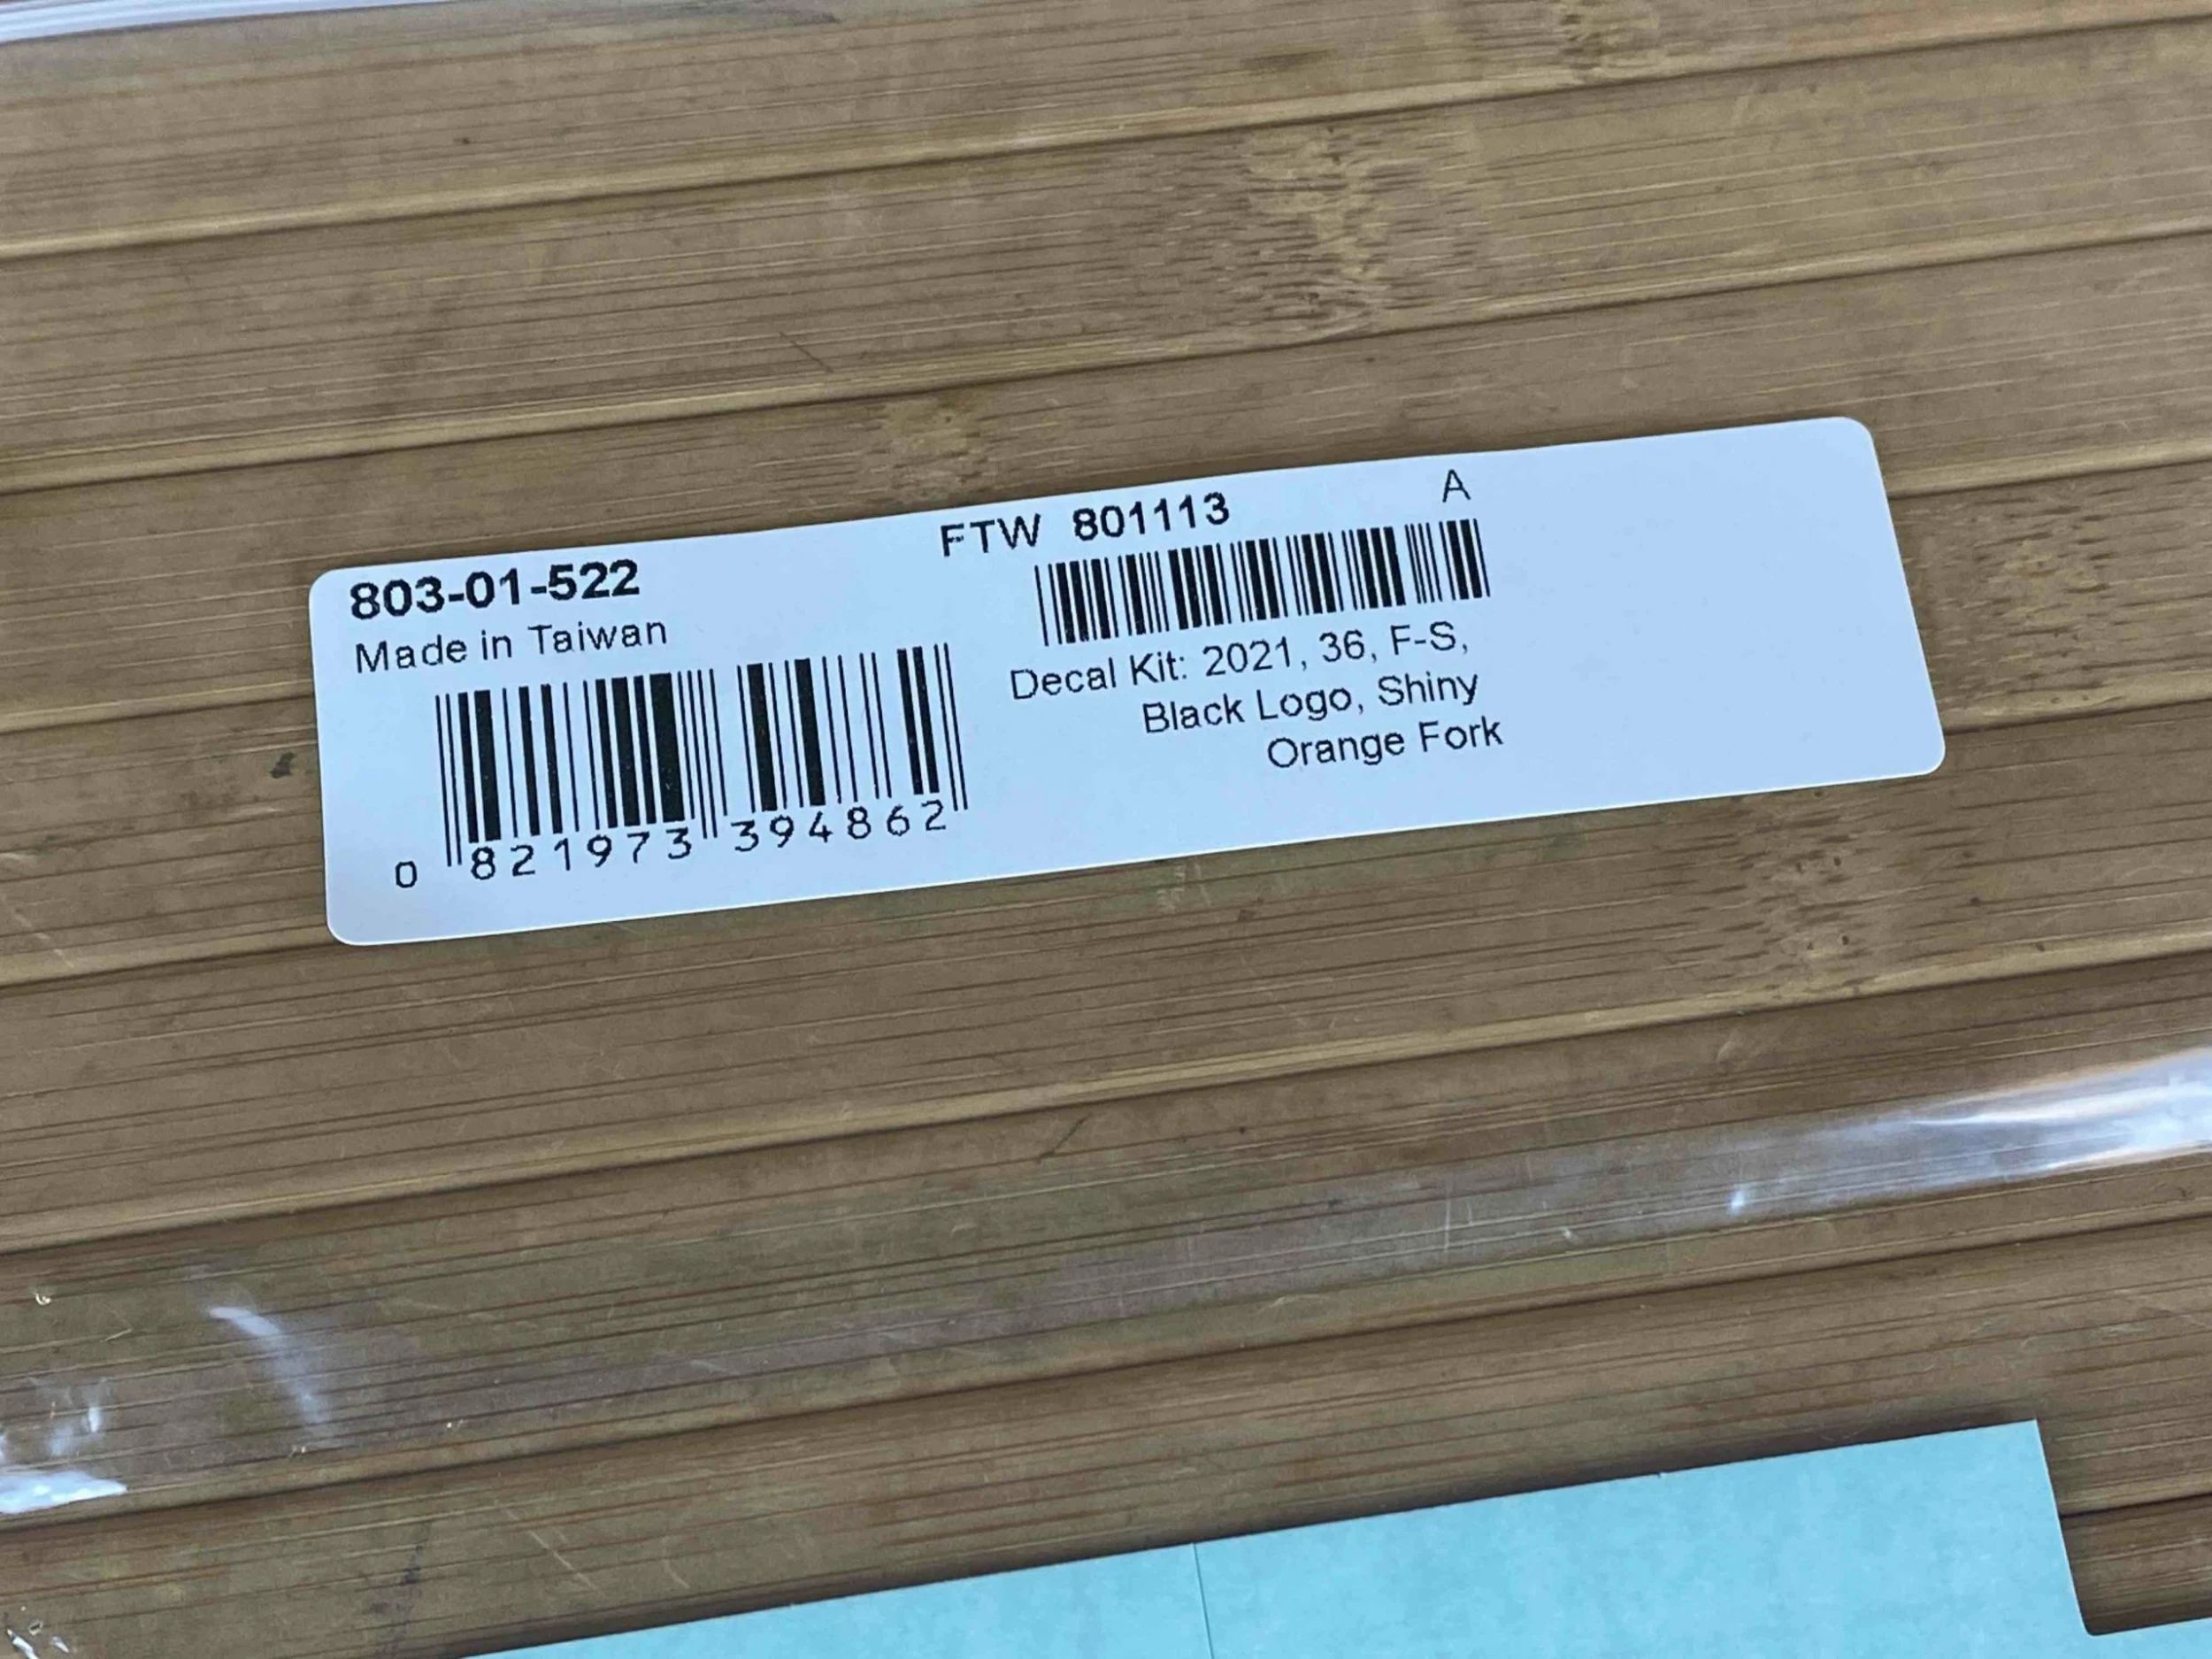 803-01-522
Made in Taiwan
0 821973 394862
FTW 801113 A
Decal Kit: 2021, 36, F-S,
Black Logo, Shiny
Orange Fork